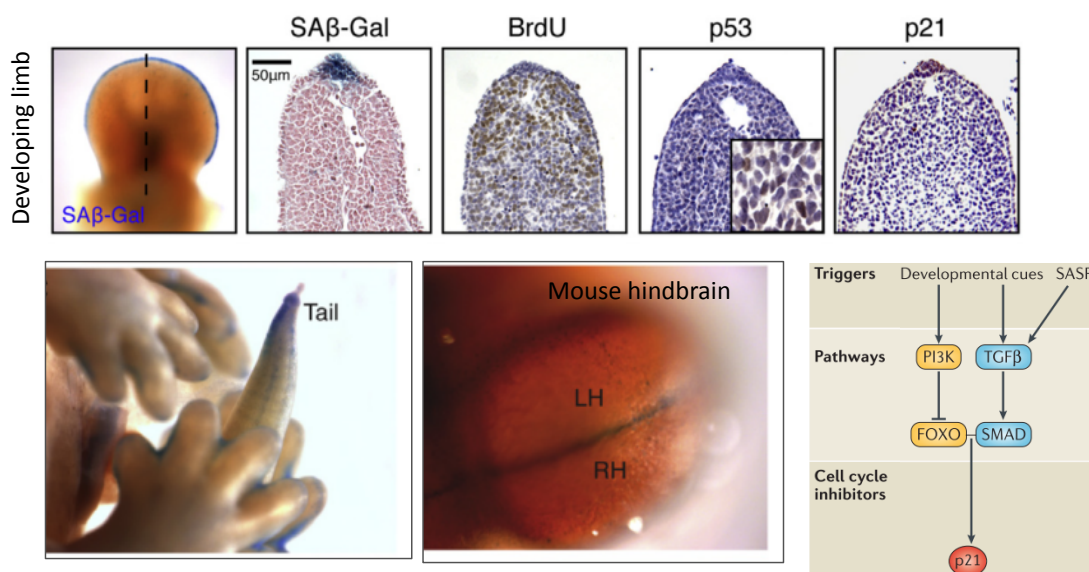 SAβ-Gal BrdU p53 p21
Developing limb
50μm
SAβ-Gal
Tail
Mouse hindbrain
LH
RH
Triggers Developmental cues SASP
Pathways PI3K TGFβ
FOXO SMAD
Cell cycle
inhibitors
p21